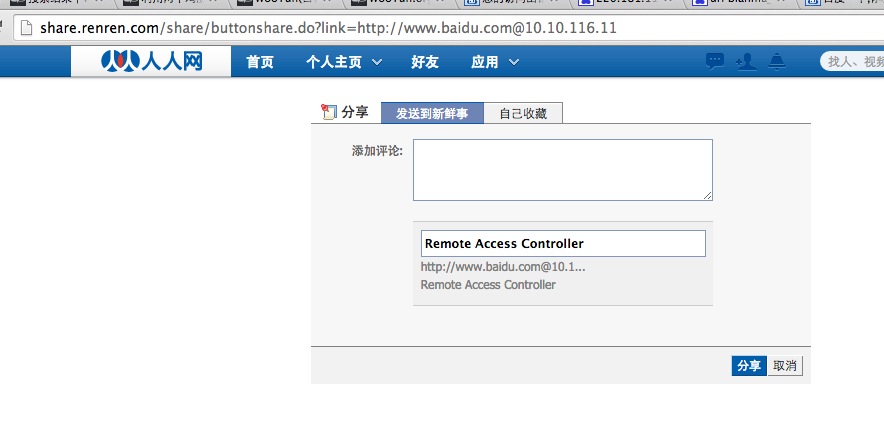 share.renren.com/share/buttonshare.do?link=http://www.baidu.com@10.10.116.11
人人网 首页 个人主页 好友 应用 找人、视频
分享 发送到新鲜事 自己收藏
添加评论:
Remote Access Controller
http://www.baidu.com@10.1...
Remote Access Controller
分享 取消